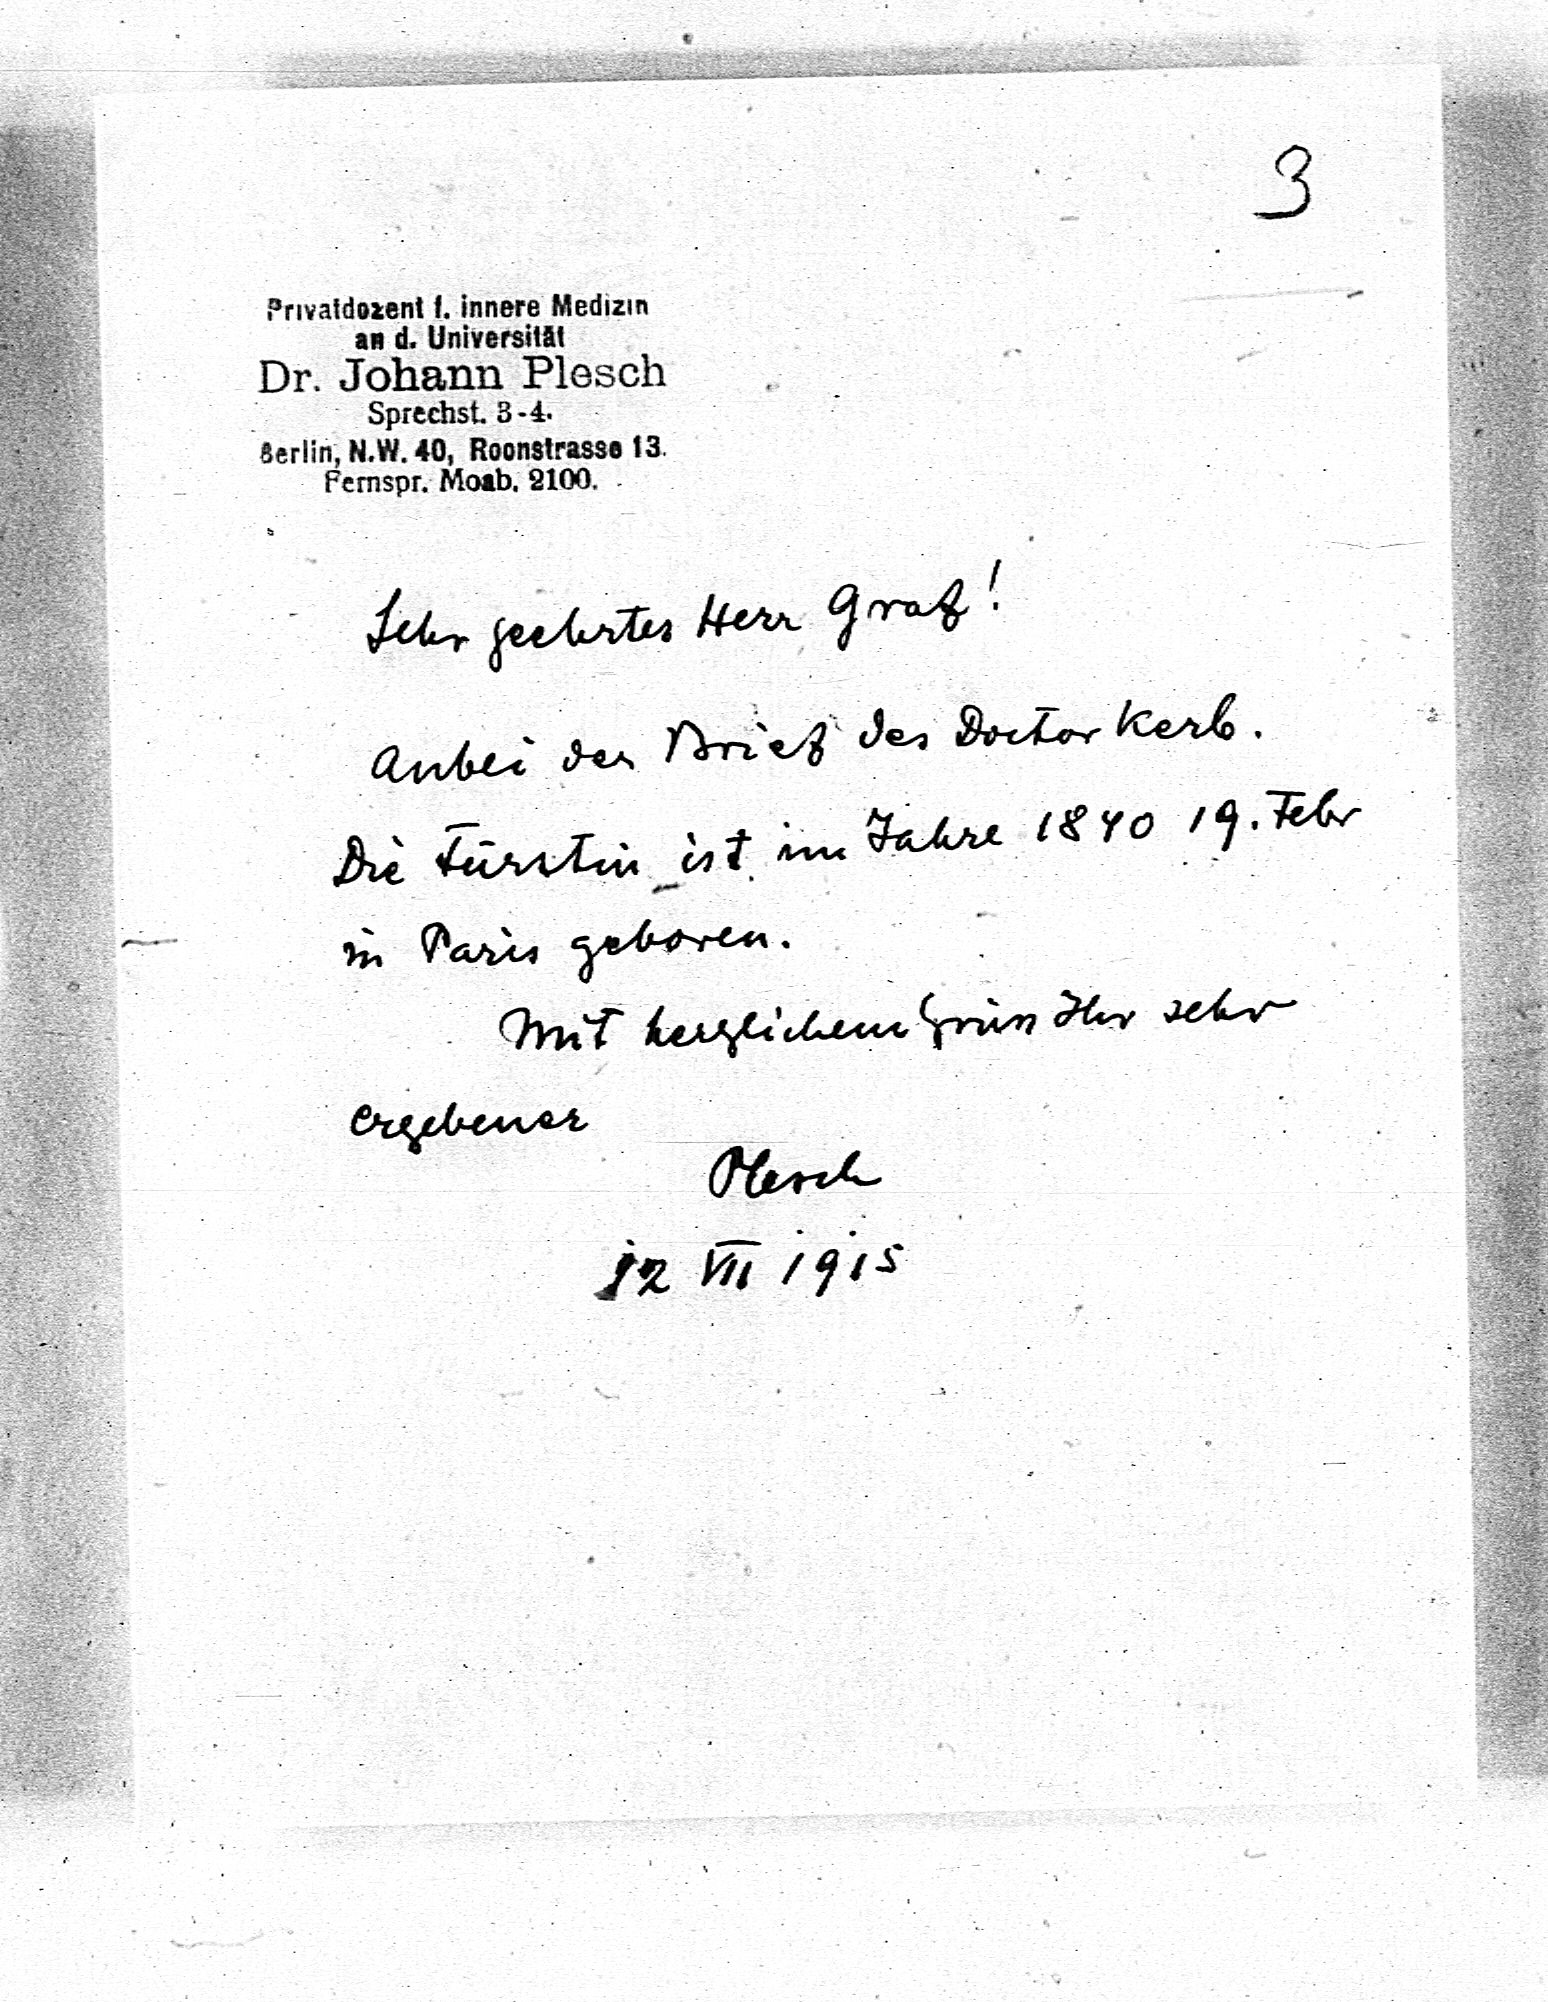 3
Privatdozent f. innere Medizin
an d. Universität
Dr. Johann Plesch
Sprechst. 3-4.
Berlin, N.W. 40, Roonstrasse 13.
Fernspr. Moab. 2100.
Sehr geehrter Herr Graf!
Anbei der Brief des Doctor Kerb.
Die Fürstin ist im Jahre 1840 19. Febr
in Paris geboren.
Mit herzlichem Gruss Ihr sehr
ergebener
Plesch
12 VII 1915